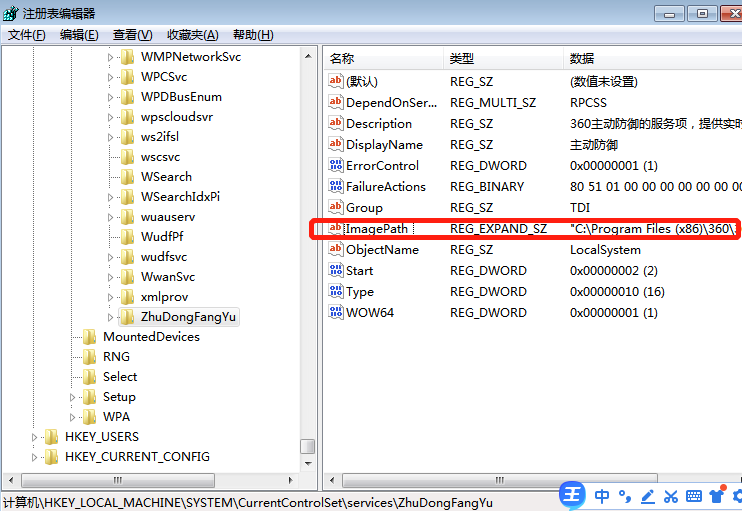 注册表编辑器
文件(F) 编辑(E) 查看(V) 收藏夹(A) 帮助(H)
WMPNetworkSvc
WPCSvc
WPDBusEnum
wpscloudsvr
ws2ifsl
wscsvc
WSearch
WSearchIdxPi
wuauserv
WudfPf
wudfsvc
WwanSvc
xmlprov
ZhuDongFangYu
MountedDevices
RNG
Select
Setup
WPA
HKEY_USERS
HKEY_CURRENT_CONFIG
名称 类型 数据
(默认) REG_SZ (数值未设置)
DependOnSer... REG_MULTI_SZ RPCSS
Description REG_SZ 360主动防御的服务项，提供实时
DisplayName REG_SZ 主动防御
ErrorControl REG_DWORD 0x00000001 (1)
FailureActions REG_BINARY 80 51 01 00 00 00 00 00 00 00
Group REG_SZ TDI
ImagePath REG_EXPAND_SZ "C:\Program Files (x86)\360\
ObjectName REG_SZ LocalSystem
Start REG_DWORD 0x00000002 (2)
Type REG_DWORD 0x00000010 (16)
WOW64 REG_DWORD 0x00000001 (1)
计算机\HKEY_LOCAL_MACHINE\SYSTEM\CurrentControlSet\services\ZhuDongFangYu
王 中